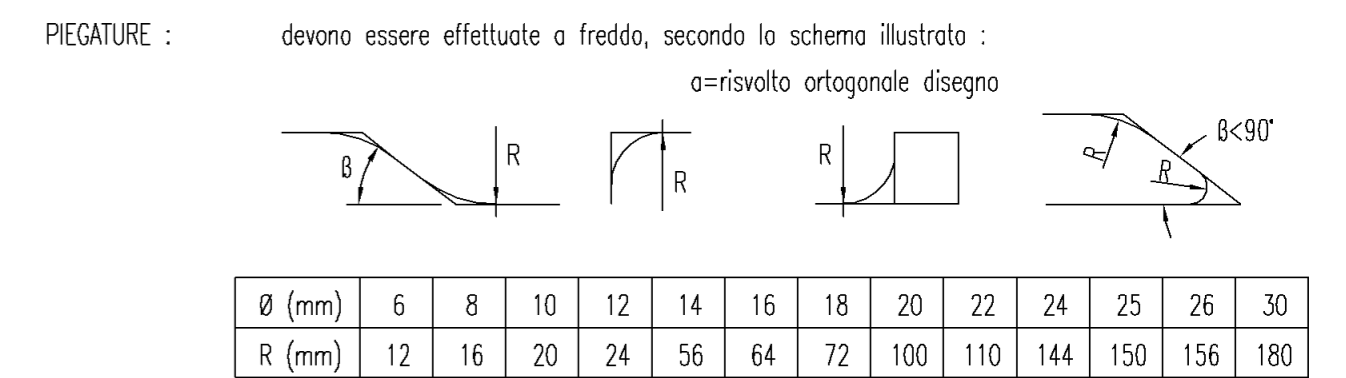 PIEGATURE : devono essere effettuate a freddo, secondo lo schema illustrato :
a=risvolto ortogonale disegno
ß R R R R R ß<90°
Ø (mm) 6 8 10 12 14 16 18 20 22 24 25 26 30
R (mm) 12 16 20 24 56 64 72 100 110 144 150 156 180